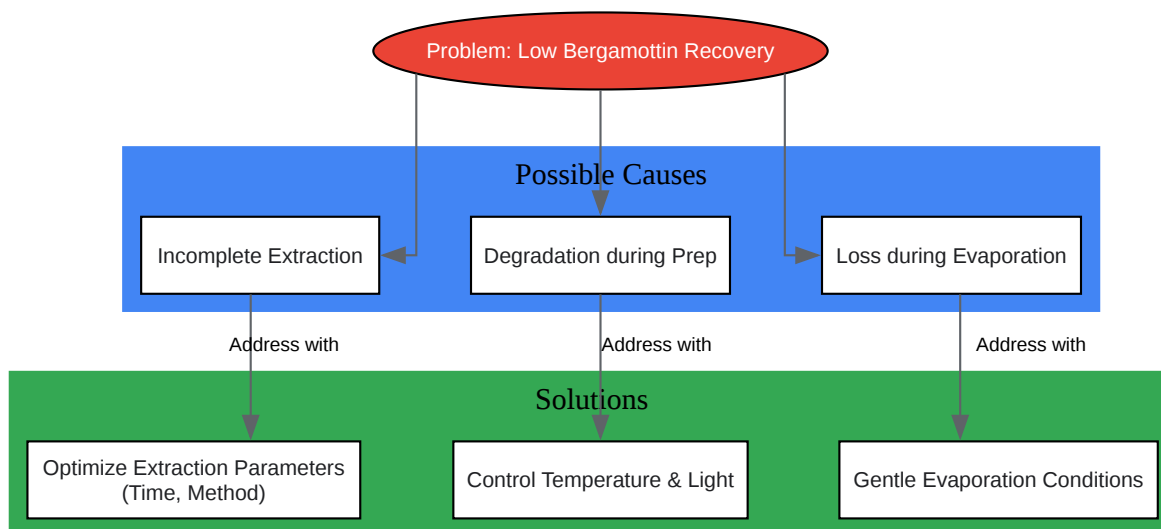 Problem: Low Bergamottin Recovery
Possible Causes
Incomplete Extraction
Degradation during Prep
Loss during Evaporation
Address with
Address with
Address with
Solutions
Optimize Extraction Parameters
(Time, Method)
Control Temperature & Light
Gentle Evaporation Conditions